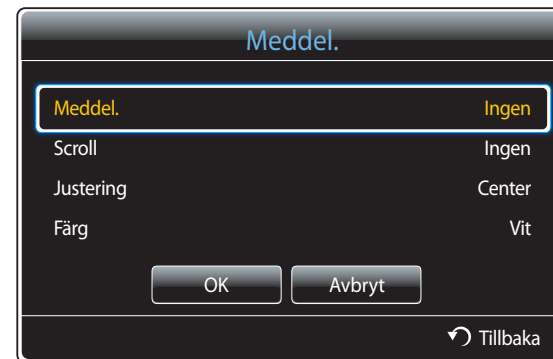 Meddel.
Meddel. Ingen
Scroll Ingen
Justering Center
Färg Vit
OK Avbryt
Tillbaka